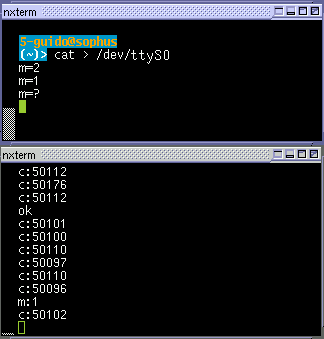 nxterm
5-guido@sophus
(~)> cat > /dev/ttyS0
m=2
m=1
m=?
nxterm
c:50112
c:50176
c:50112
ok
c:50101
c:50100
c:50110
c:50097
c:50110
c:50096
m:1
c:50102